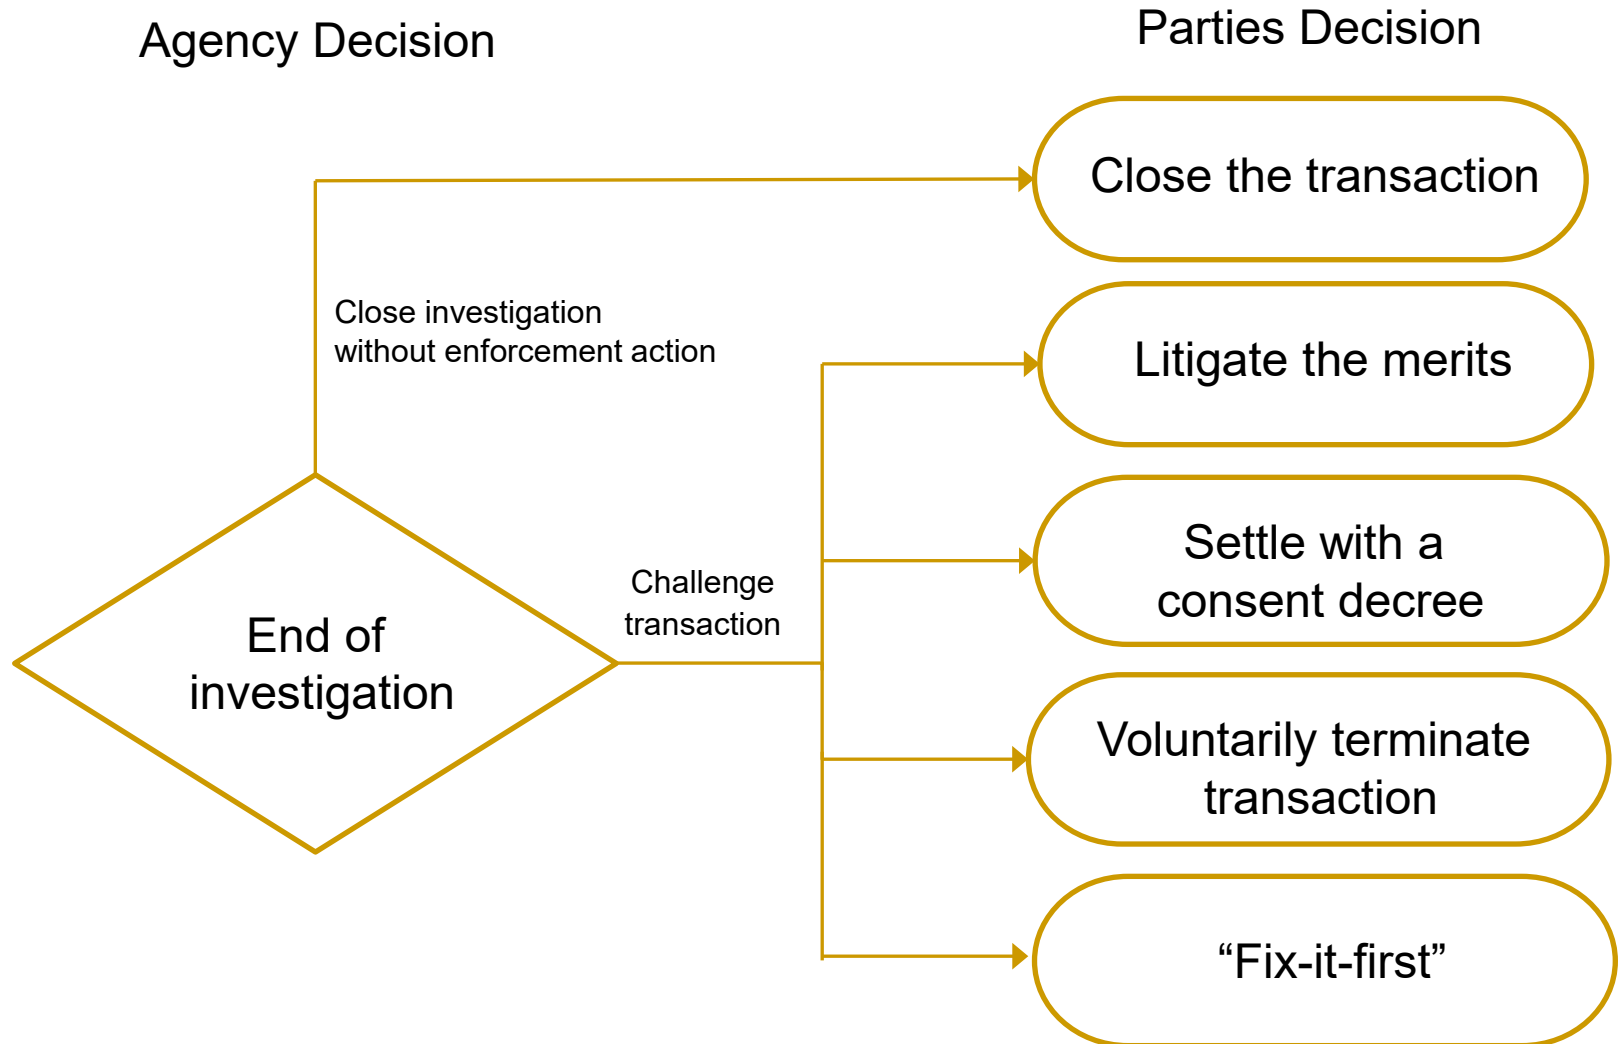 Agency Decision
Parties Decision
Close the transaction
Close investigation
without enforcement action
Litigate the merits
Challenge
transaction
Settle with a
consent decree
End of
investigation
Voluntarily terminate
transaction
“Fix-it-first”